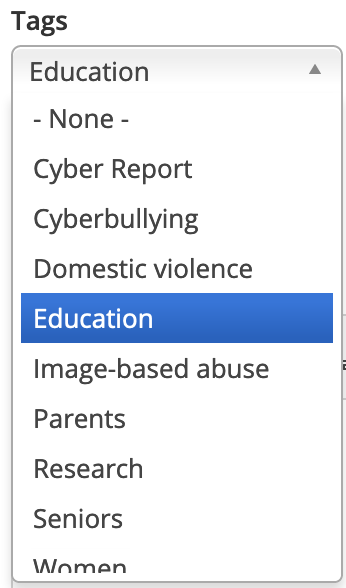 Tags
Education
- None -
Cyber Report
Cyberbullying
Domestic violence
Education
Image-based abuse
Parents
Research
Seniors
Women